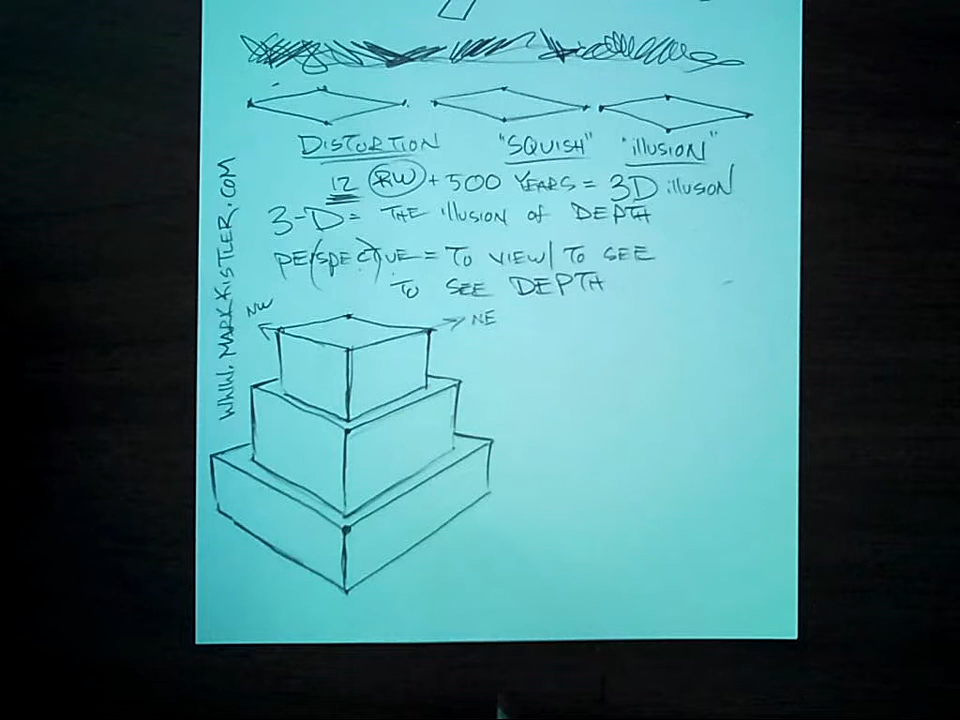 DISTORTION "SQUISH" "illusion"
12 RW + 500 YEARS = 3D illuson
3-D = THE illusion of DEPTH
PERSPECTIVE = TO VIEW/TO SEE
TO SEE DEPTH
NW
NE
WWW.MARKKISTLER.COM